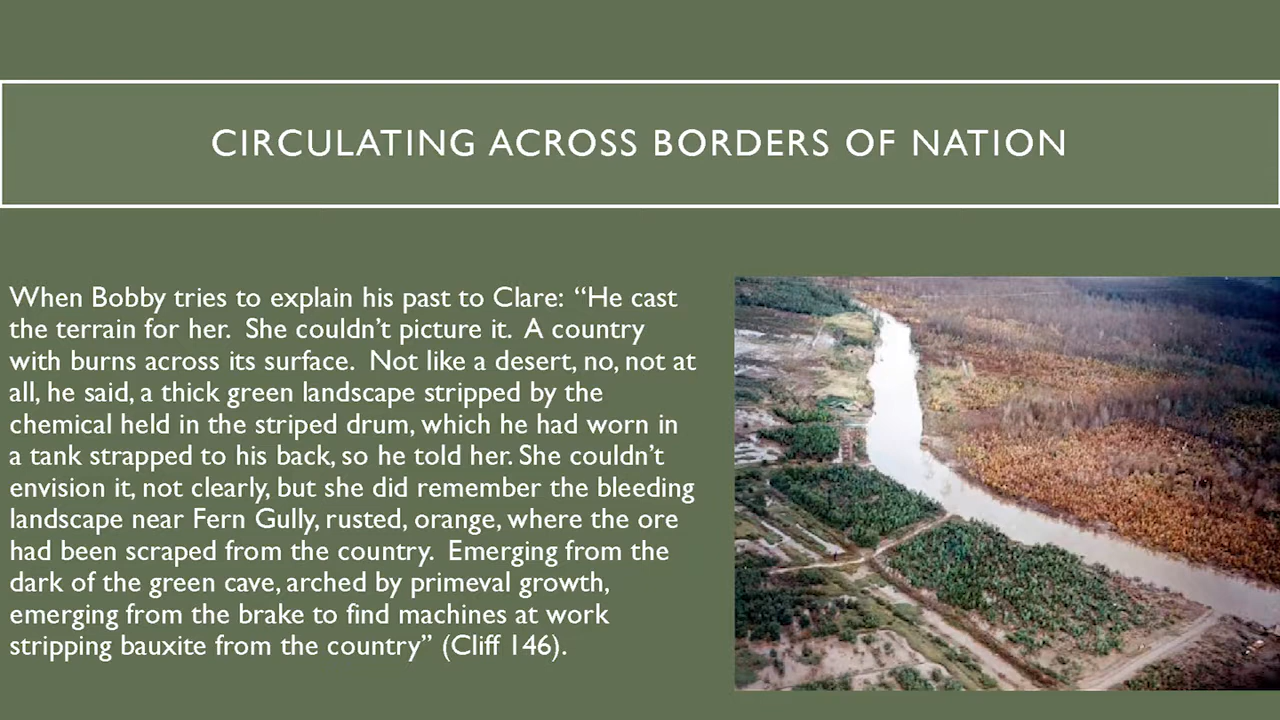 CIRCULATING ACROSS BORDERS OF NATION
When Bobby tries to explain his past to Clare: “He cast
the terrain for her.  She couldn’t picture it.  A country
with burns across its surface.  Not like a desert, no, not at
all, he said, a thick green landscape stripped by the
chemical held in the striped drum, which he had worn in
a tank strapped to his back, so he told her. She couldn’t
envision it, not clearly, but she did remember the bleeding
landscape near Fern Gully, rusted, orange, where the ore
had been scraped from the country.  Emerging from the
dark of the green cave, arched by primeval growth,
emerging from the brake to find machines at work
stripping bauxite from the country” (Cliff 146).